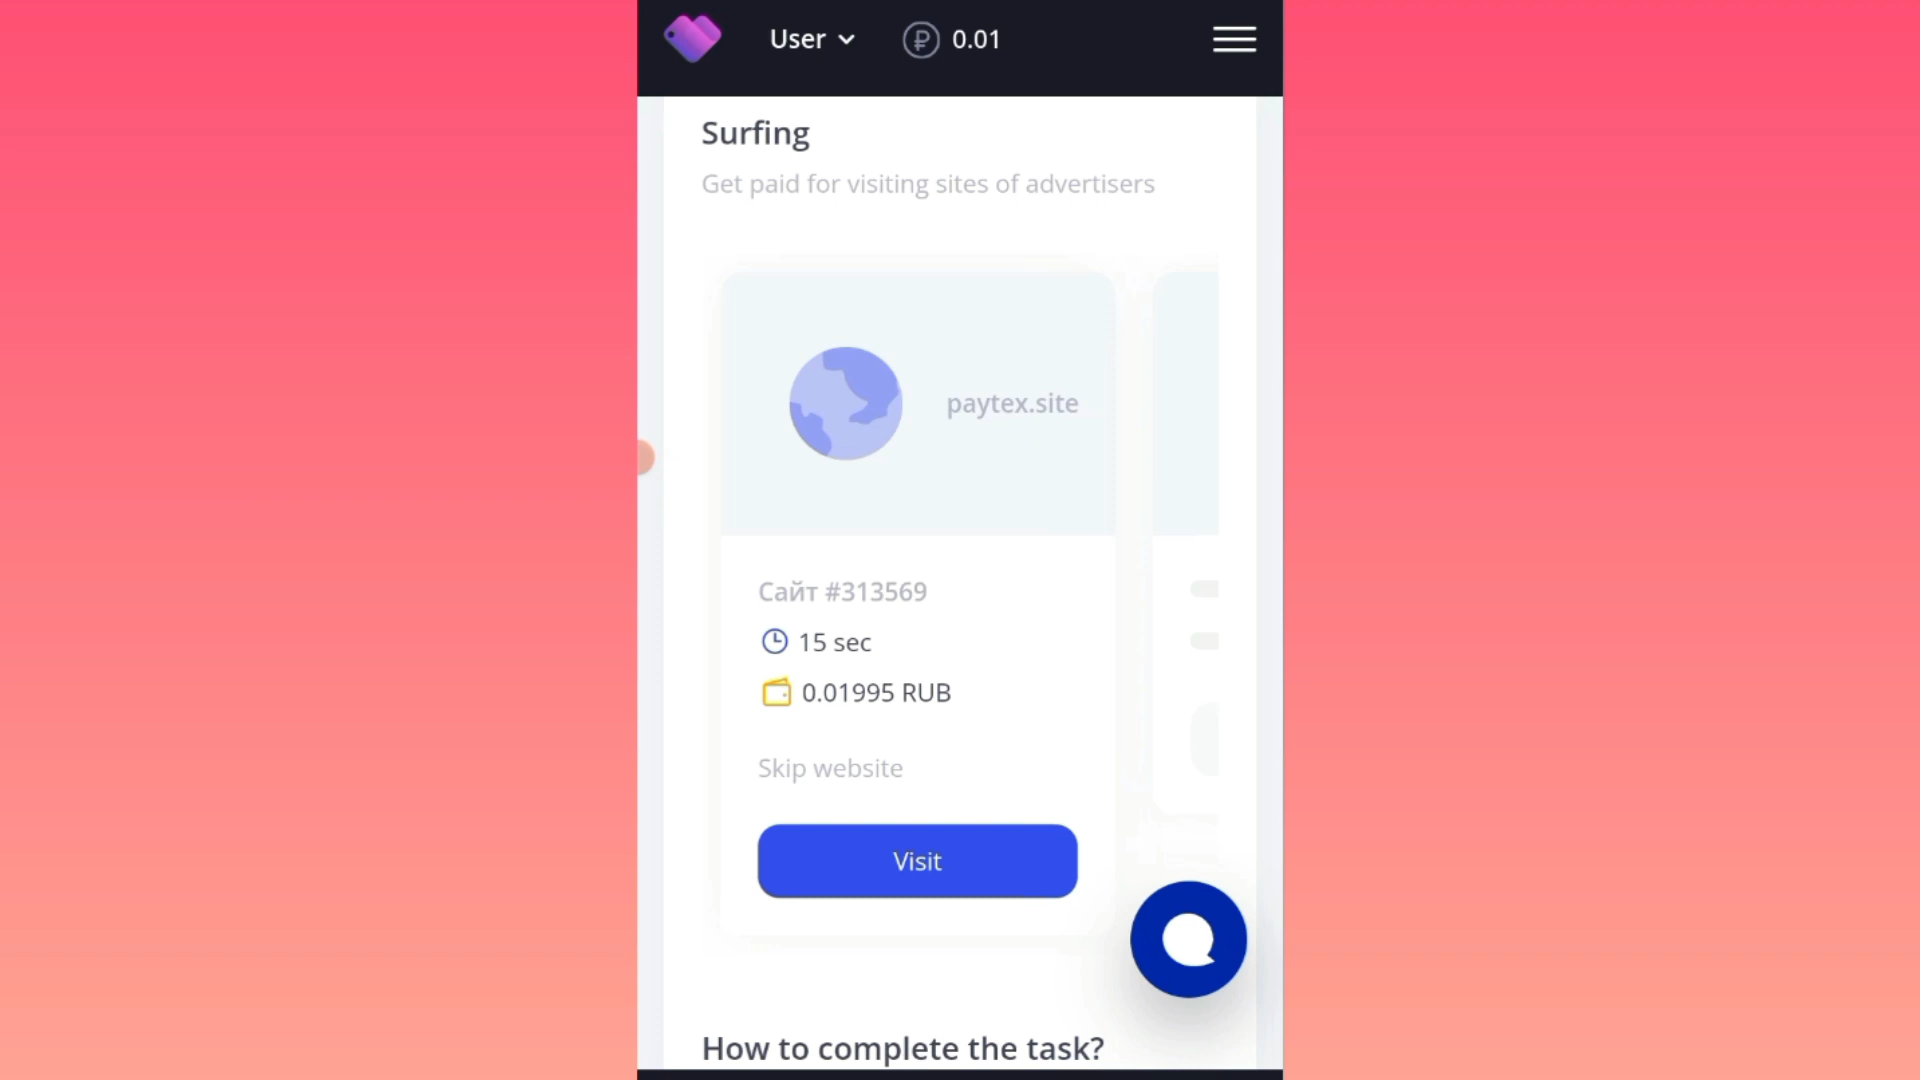 User
₽ 0.01
Surfing
Get paid for visiting sites of advertisers
paytex.site
Сайт #313569
15 sec
0.01995 RUB
Skip website
Visit
How to complete the task?